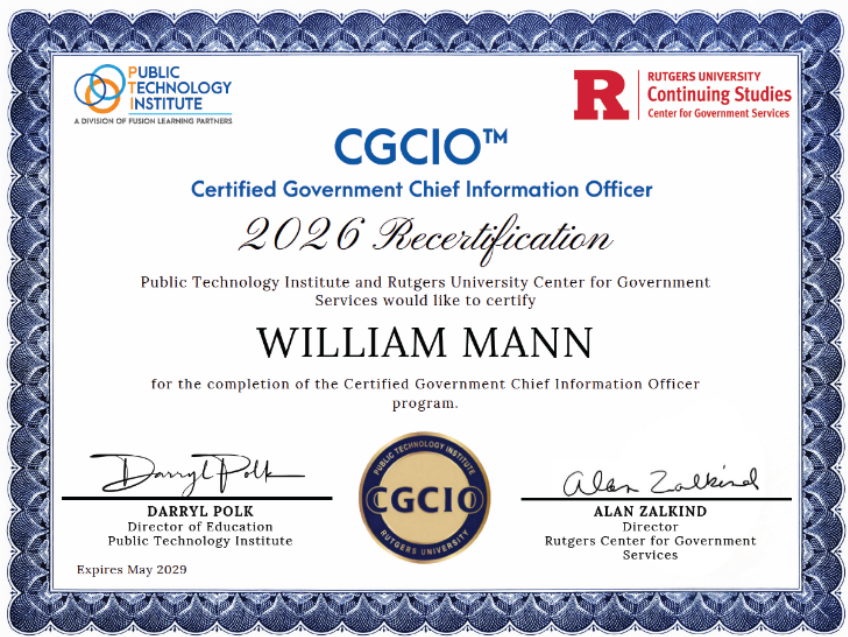 PUBLIC
TECHNOLOGY
INSTITUTE
A DIVISION OF FUSION LEARNING PARTNERS
R
RUTGERS UNIVERSITY
Continuing Studies
Center for Government Services
CGCIO™
Certified Government Chief Information Officer
2026 Recertification
Public Technology Institute and Rutgers University Center for Government
Services would like to certify
WILLIAM MANN
for the completion of the Certified Government Chief Information Officer
program.
Darryl Polk
DARRYL POLK
Director of Education
Public Technology Institute
Expires May 2029
PUBLIC TECHNOLOGY INSTITUTE
CGCIO
RUTGERS UNIVERSITY
Alan Zalkind
ALAN ZALKIND
Director
Rutgers Center for Government
Services